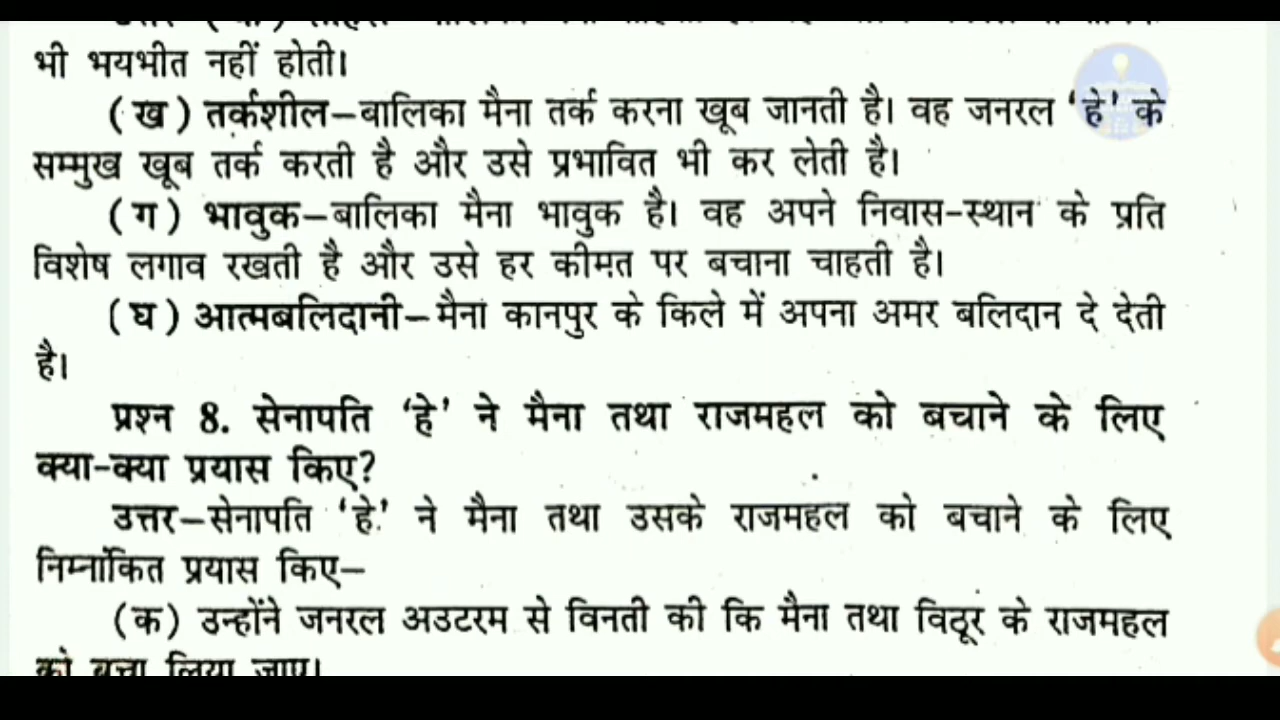 भी भयभीत नहीं होती।
(ख) तर्कशील–बालिका मैना तर्क करना खूब जानती है। वह जनरल 'हे' के
सम्मुख खूब तर्क करती है और उसे प्रभावित भी कर लेती है।
(ग) भावुक–बालिका मैना भावुक है। वह अपने निवास-स्थान के प्रति
विशेष लगाव रखती है और उसे हर कीमत पर बचाना चाहती है।
(घ) आत्मबलिदानी–मैना कानपुर के किले में अपना अमर बलिदान दे देती
है।
प्रश्न 8. सेनापति 'हे' ने मैना तथा राजमहल को बचाने के लिए
क्या-क्या प्रयास किए?
उत्तर–सेनापति 'हे' ने मैना तथा उसके राजमहल को बचाने के लिए
निम्नांकित प्रयास किए–
(क) उन्होंने जनरल अउटरम से विनती की कि मैना तथा विठूर के राजमहल
को बचा लिया जाए।